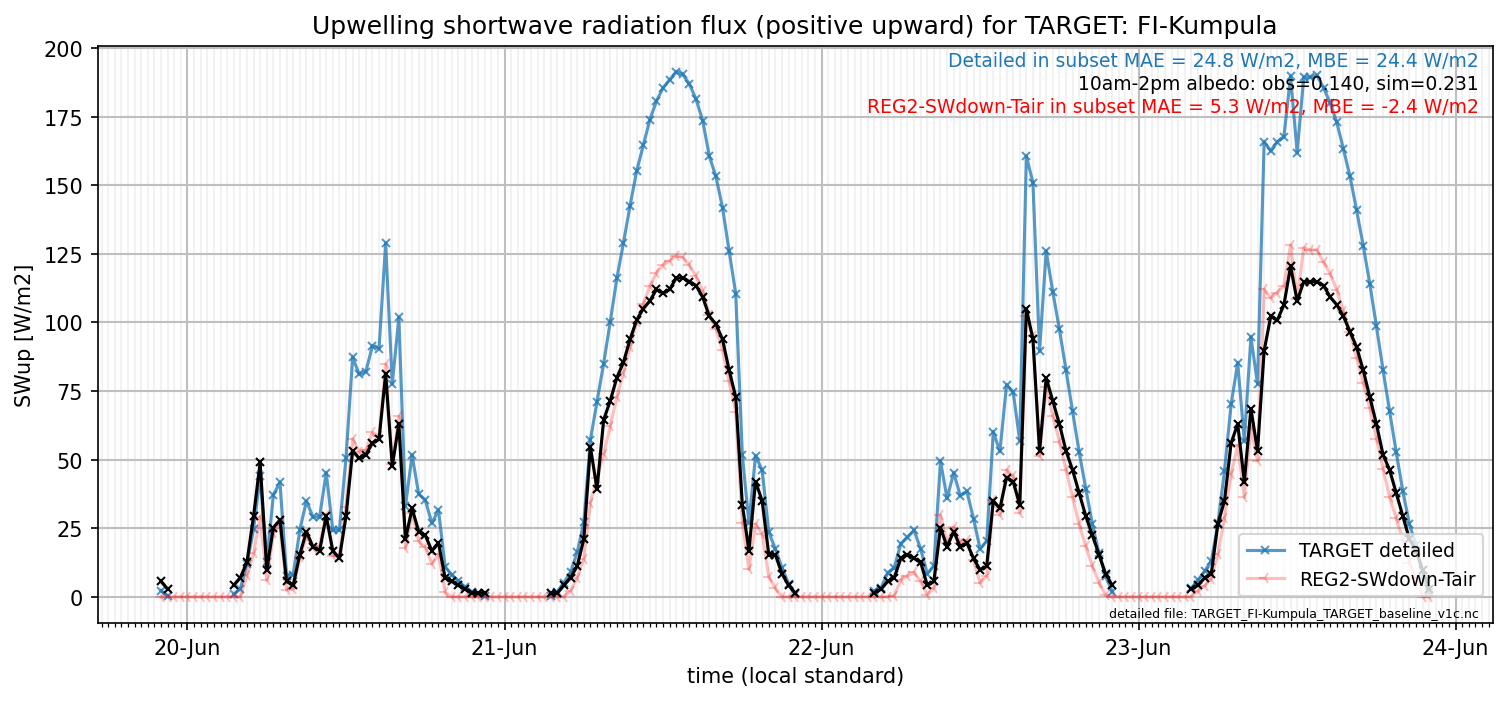 Upwelling shortwave radiation flux (positive upward) for TARGET: FI-Kumpula
Detailed in subset MAE = 24.8 W/m2, MBE = 24.4 W/m2
10am-2pm albedo: obs=0.140, sim=0.231
REG2-SWdown-Tair in subset MAE = 5.3 W/m2, MBE = -2.4 W/m2
SWup [W/m2]
200
175
150
125
100
75
50
25
0
TARGET detailed
REG2-SWdown-Tair
detailed file: TARGET_FI-Kumpula_TARGET_baseline_v1c.nc
20-Jun 21-Jun 22-Jun 23-Jun 24-Jun
time (local standard)